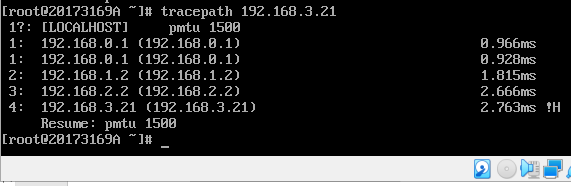 [root@20173169A ~]# tracepath 192.168.3.21
1?: [LOCALHOST] pmtu 1500
1: 192.168.0.1 (192.168.0.1) 0.966ms
1: 192.168.0.1 (192.168.0.1) 0.928ms
2: 192.168.1.2 (192.168.1.2) 1.815ms
3: 192.168.2.2 (192.168.2.2) 2.666ms
4: 192.168.3.21 (192.168.3.21) 2.763ms !H
Resume: pmtu 1500
[root@20173169A ~]# _